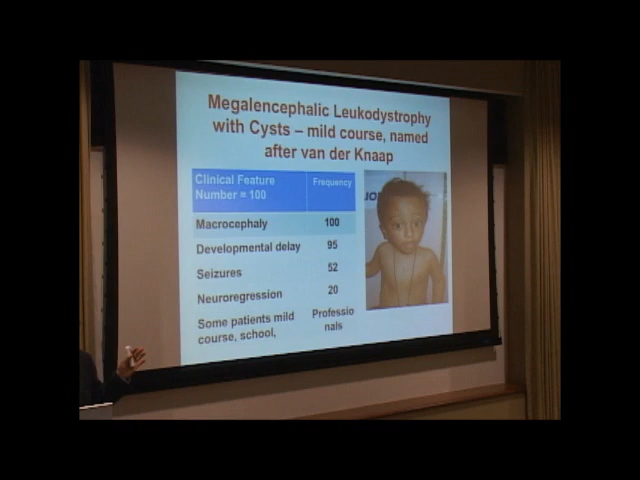 Megalencephalic Leukodystrophy
with Cysts – mild course, named
after van der Knaap
Clinical Feature Frequency
Number = 100
Macrocephaly 100
Developmental delay 95
Seizures 52
Neuroregression 20
Some patients mild Professio
course, school, nals